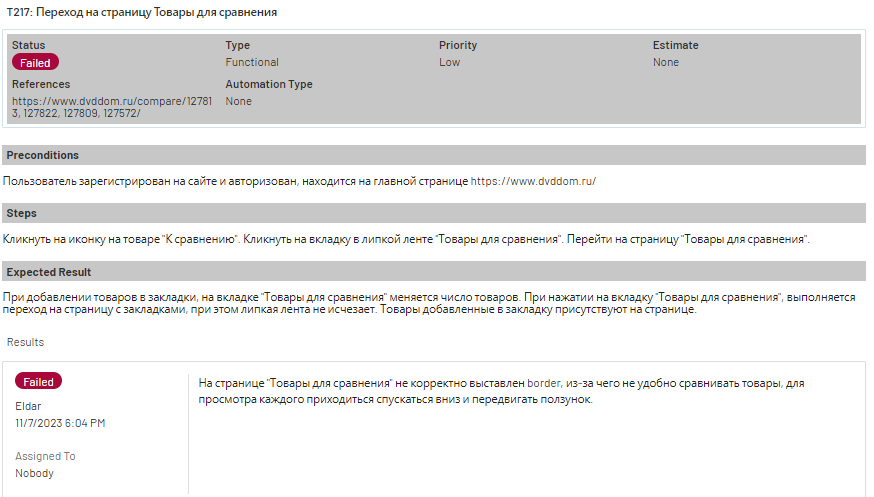 T217: Переход на страницу Товары для сравнения
Status
Type
Priority
Estimate
Failed
Functional
Low
None
References
Automation Type
https://www.dvddom.ru/compare/12781
3, 127822, 127809, 127572/
None
Preconditions
Пользователь зарегистрирован на сайте и авторизован, находится на главной странице https://www.dvddom.ru/
Steps
Кликнуть на иконку на товаре "К сравнению". Кликнуть на вкладку в липкой ленте "Товары для сравнения". Перейти на страницу "Товары для сравнения".
Expected Result
При добавлении товаров в закладки, на вкладке "Товары для сравнения" меняется число товаров. При нажатии на вкладку "Товары для сравнения", выполняется
переход на страницу с закладками, при этом липкая лента не исчезает. Товары добавленные в закладку присутствуют на странице.
Results
Failed
Eldar
11/7/2023 6:04 PM
Assigned To
Nobody
На странице "Товары для сравнения" не корректно выставлен border, из-за чего не удобно сравнивать товары, для
просмотра каждого приходиться спускаться вниз и передвигать ползунок.